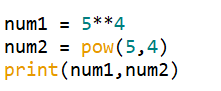 num1 = 5**4
num2 = pow(5,4)
print(num1,num2)